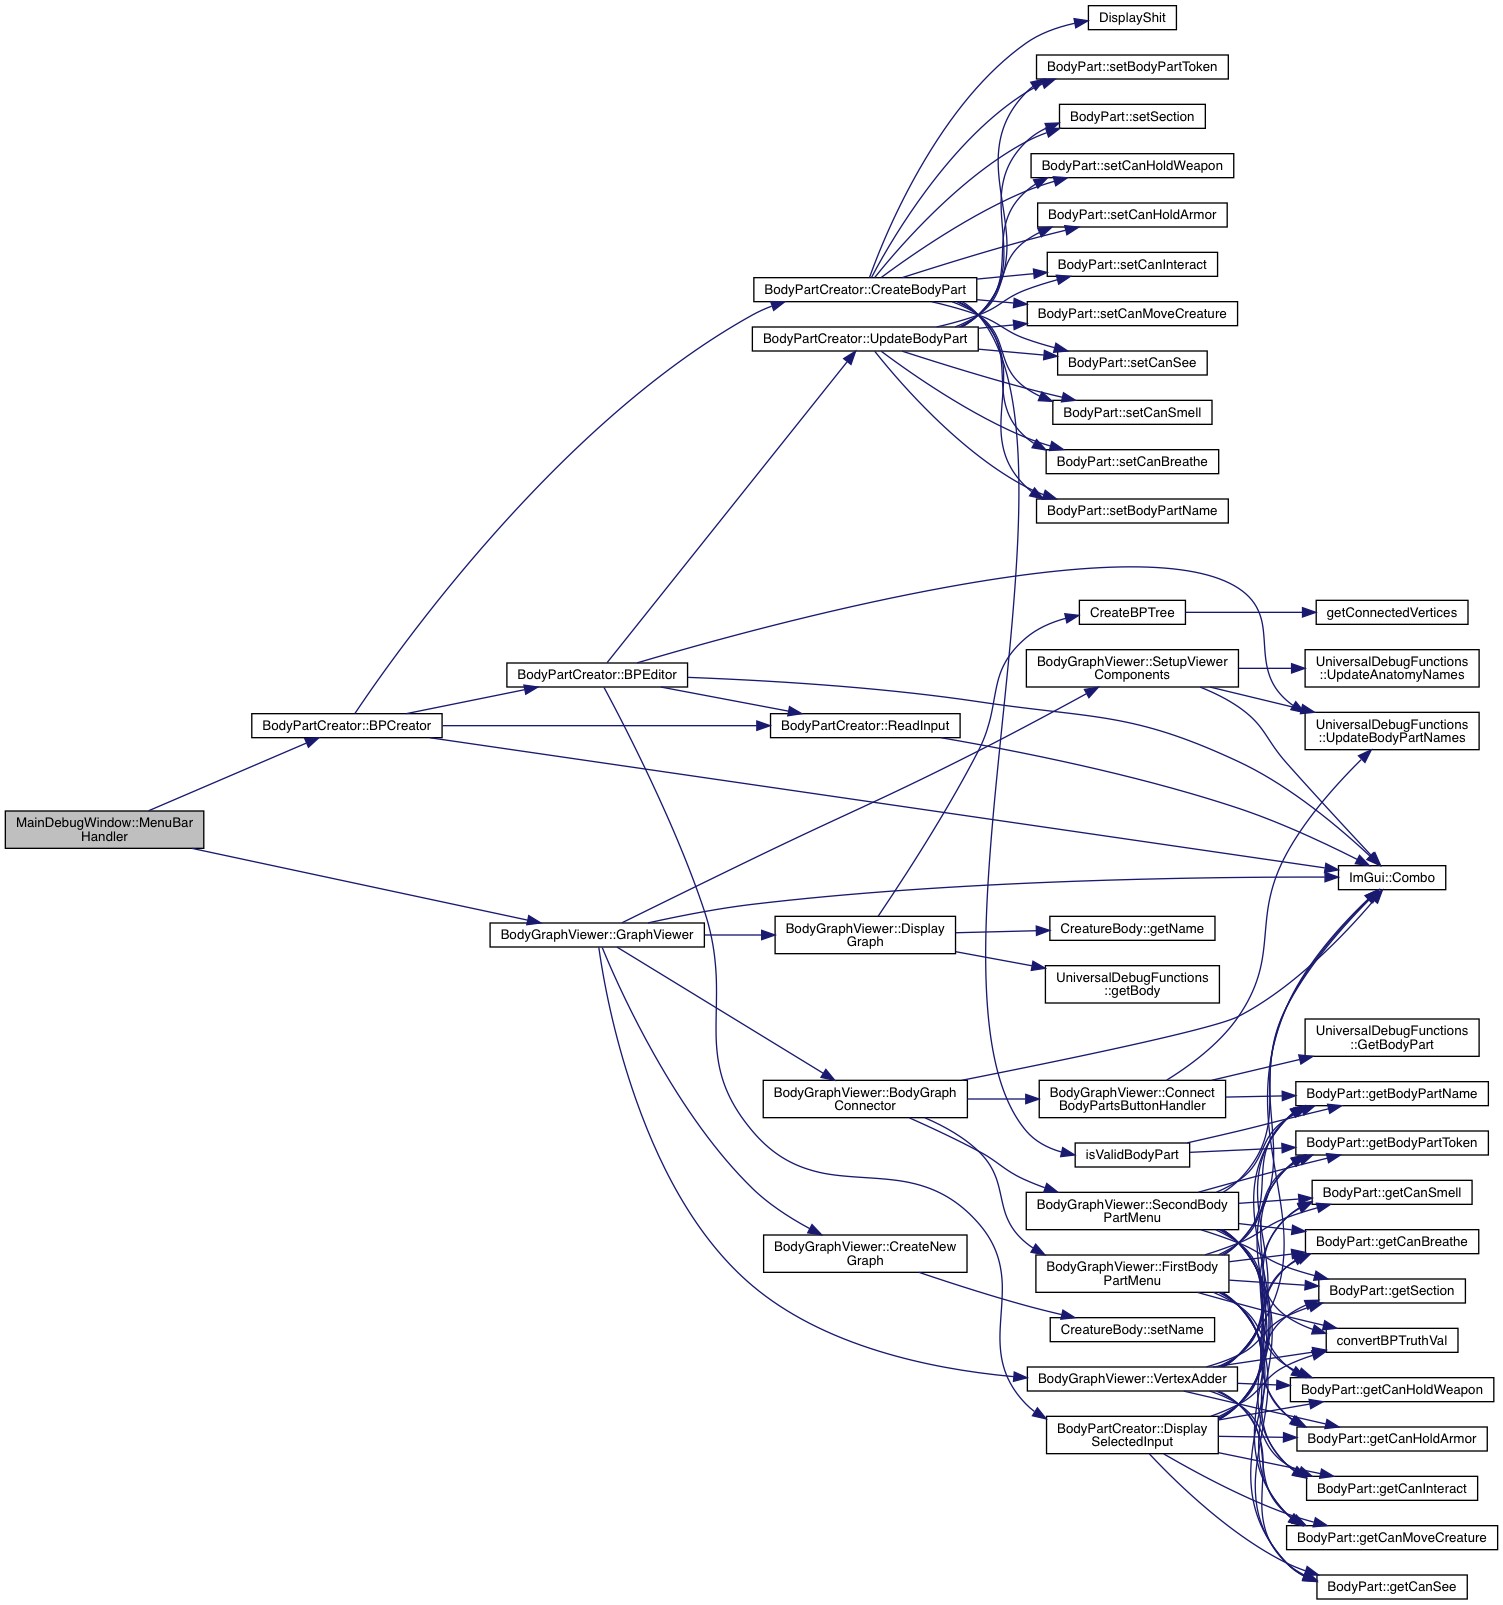 DisplayShit
BodyPart::setBodyPartToken
BodyPart::setSection
BodyPart::setCanHoldWeapon
BodyPart::setCanHoldArmor
BodyPart::setCanInteract
BodyPartCreator::CreateBodyPart
BodyPart::setCanMoveCreature
BodyPartCreator::UpdateBodyPart
BodyPart::setCanSee
BodyPart::setCanSmell
BodyPart::setCanBreathe
BodyPart::setBodyPartName
CreateBPTree
getConnectedVertices
BodyGraphViewer::SetupViewer
Components
UniversalDebugFunctions
::UpdateAnatomyNames
BodyPartCreator::BPEditor
BodyPartCreator::BPCreator
BodyPartCreator::ReadInput
UniversalDebugFunctions
::UpdateBodyPartNames
MainDebugWindow::MenuBar
Handler
ImGui::Combo
BodyGraphViewer::GraphViewer
BodyGraphViewer::Display
Graph
CreatureBody::getName
UniversalDebugFunctions
::getBody
UniversalDebugFunctions
::GetBodyPart
BodyGraphViewer::BodyGraph
Connector
BodyGraphViewer::Connect
BodyPartsButtonHandler
BodyPart::getBodyPartName
isValidBodyPart
BodyPart::getBodyPartToken
BodyGraphViewer::SecondBody
PartMenu
BodyPart::getCanSmell
BodyGraphViewer::CreateNew
Graph
BodyPart::getCanBreathe
BodyGraphViewer::FirstBody
PartMenu
BodyPart::getSection
CreatureBody::setName
convertBPTruthVal
BodyGraphViewer::VertexAdder
BodyPart::getCanHoldWeapon
BodyPartCreator::Display
SelectedInput
BodyPart::getCanHoldArmor
BodyPart::getCanInteract
BodyPart::getCanMoveCreature
BodyPart::getCanSee